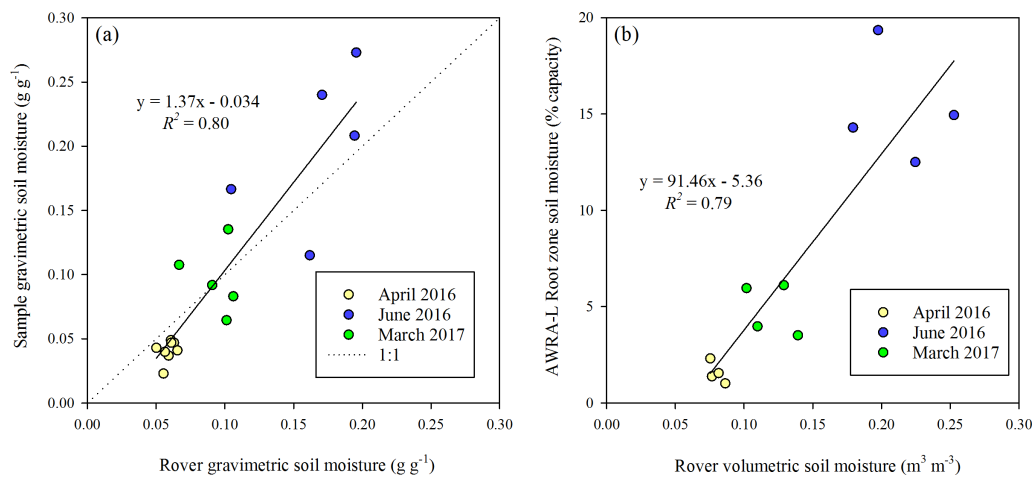 (a)
0.30
0.25
0.20
0.15
0.10
0.05
0.00
Sample gravimetric soil moisture (g g⁻¹)
y = 1.37x - 0.034
R² = 0.80
April 2016
June 2016
March 2017
1:1
0.00 0.05 0.10 0.15 0.20 0.25 0.30
Rover gravimetric soil moisture (g g⁻¹)
(b)
20
15
10
5
0
AWRA-L Root zone soil moisture (% capacity)
y = 91.46x - 5.36
R² = 0.79
April 2016
June 2016
March 2017
0.00 0.05 0.10 0.15 0.20 0.25 0.30
Rover volumetric soil moisture (m³ m⁻³)